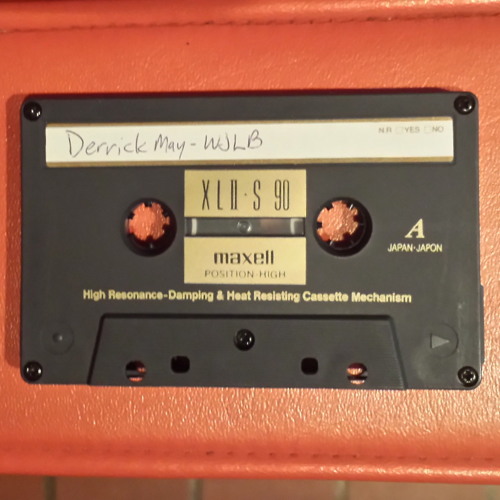 N.R □YES □NO
Derrick May - WJLB
XLII·S 90
maxell
POSITION·HIGH
A
JAPAN·JAPON
High Resonance-Damping & Heat Resisting Cassette Mechanism